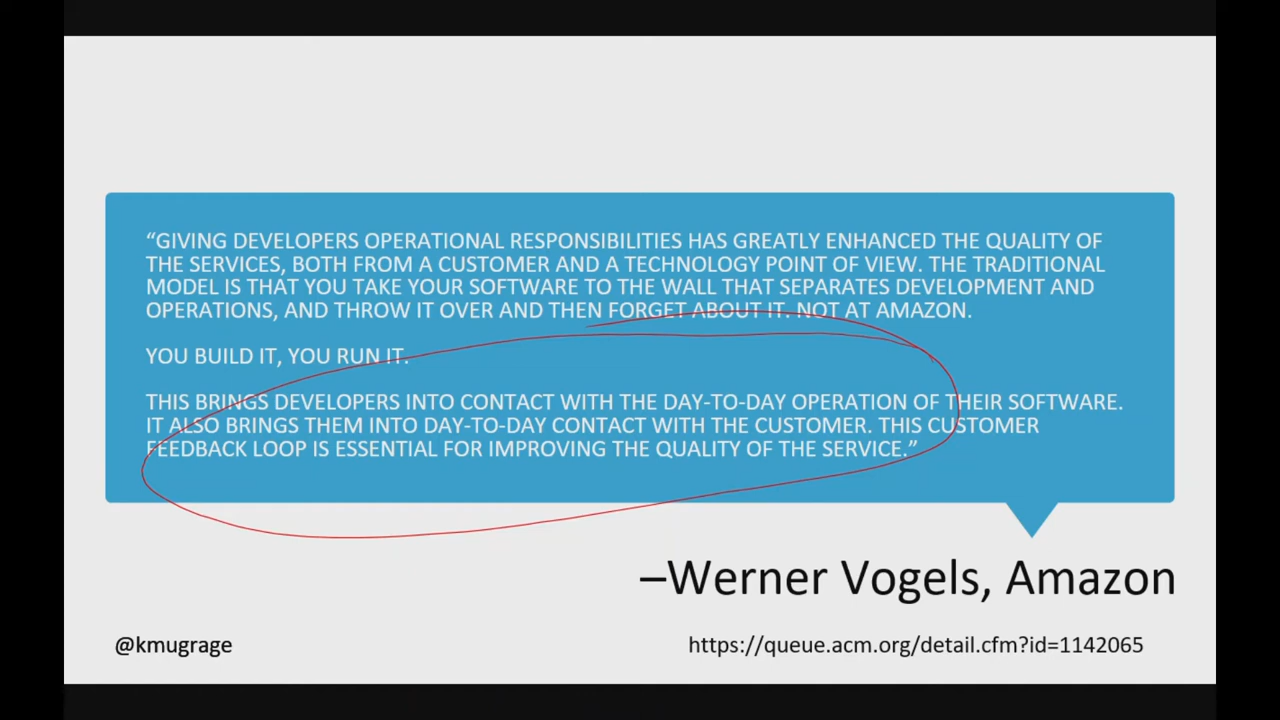 “GIVING DEVELOPERS OPERATIONAL RESPONSIBILITIES HAS GREATLY ENHANCED THE QUALITY OF
THE SERVICES, BOTH FROM A CUSTOMER AND A TECHNOLOGY POINT OF VIEW. THE TRADITIONAL
MODEL IS THAT YOU TAKE YOUR SOFTWARE TO THE WALL THAT SEPARATES DEVELOPMENT AND
OPERATIONS, AND THROW IT OVER AND THEN FORGET ABOUT IT. NOT AT AMAZON.
YOU BUILD IT, YOU RUN IT.
THIS BRINGS DEVELOPERS INTO CONTACT WITH THE DAY-TO-DAY OPERATION OF THEIR SOFTWARE.
IT ALSO BRINGS THEM INTO DAY-TO-DAY CONTACT WITH THE CUSTOMER. THIS CUSTOMER
FEEDBACK LOOP IS ESSENTIAL FOR IMPROVING THE QUALITY OF THE SERVICE.”
–Werner Vogels, Amazon
@kmugrage
https://queue.acm.org/detail.cfm?id=1142065